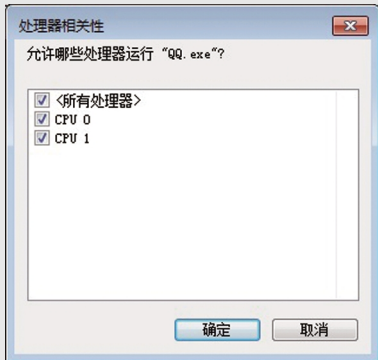 处理器相关性
允许哪些处理器运行 “QQ.exe”?
<所有处理器>
CPU 0
CPU 1
确定
取消